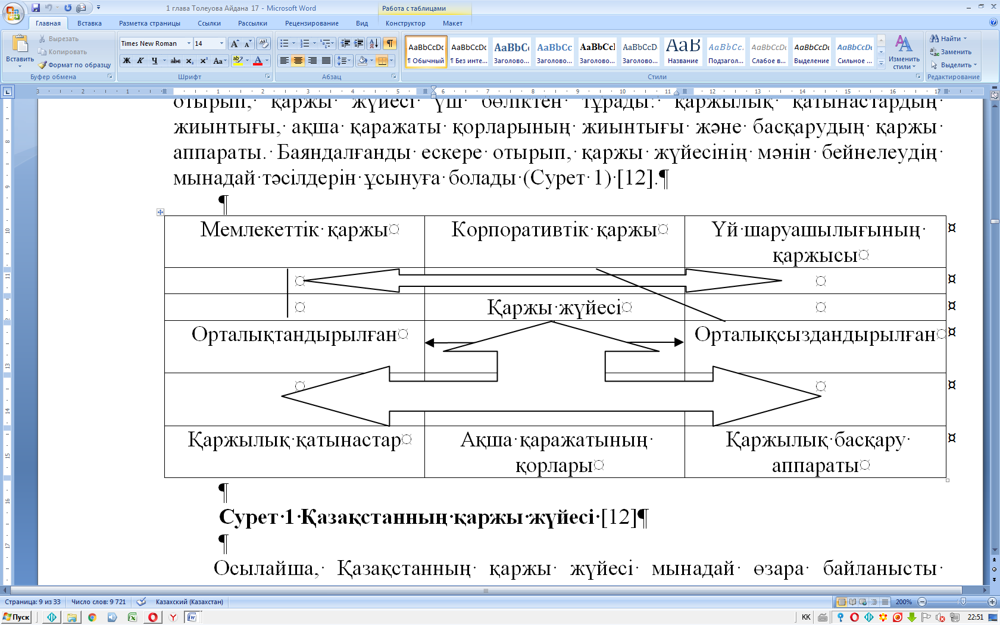 1 глава Толеуова Айдана 17 - Microsoft Word
Работа с таблицами
Главная Вставка Разметка страницы Ссылки Рассылки Рецензирование Вид Конструктор Макет
Вставить
Вырезать
Копировать
Формат по образцу
Буфер обмена
Times New Roman 14
Шрифт
Абзац
AaBbCcDc AaBbCcDc AaBbCc AaBbCc AaBbCcI AaBbCcD AaB AaBbCc. AaBbCcDc AaBbCcDc AaBbCcDc
¶ Обычный ¶ Без инте... Заголово... Заголово... Заголово... Заголово... Название Подзагол... Слабое в... Выделение Сильное ...
Стили
Изменить стили
Найти
Заменить
Выделить
Редактирование
отырып, қаржы жүйесі үш бөліктен тұрады: қаржылық қатынастардың
жиынтығы, ақша қаражаты қорларының жиынтығы және басқарудың қаржы
аппараты. Баяндалғанды ескере отырып, қаржы жүйесінің мәнін бейнелеудің
мынадай тәсілдерін ұсынуға болады (Сурет 1) [12].¶
¶
Мемлекеттік қаржы Корпоративтік қаржы Үй шаруашылығының
қаржысы
Қаржы жүйесі
Орталықтандырылған Орталықсыздандырылған
Қаржылық қатынастар Ақша қаражатының Қаржылық басқару
қорлары аппараты
¶
Сурет 1 Қазақстанның қаржы жүйесі [12]¶
¶
Осылайша, Қазақстанның қаржы жүйесі мынадай өзара байланысты
Страница: 9 из 33 Число слов: 9 721 Казахский (Казахстан) 200%
Пуск KK 22:51